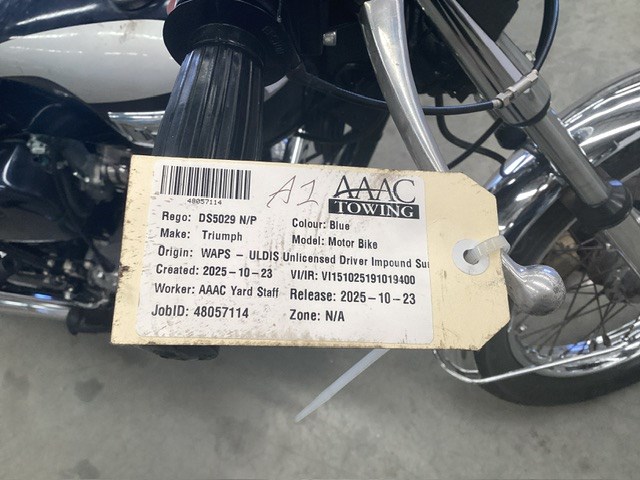 48057114
A1
AAAC
TOWING
Rego: DS5029 N/P
Colour: Blue
Make: Triumph
Model: Motor Bike
Origin: WAPS - ULDIS Unlicensed Driver Impound Sur
Created: 2025-10-23
VI/IR: VI151025191019400
Worker: AAAC Yard Staff
Release: 2025-10-23
JobID: 48057114
Zone: N/A